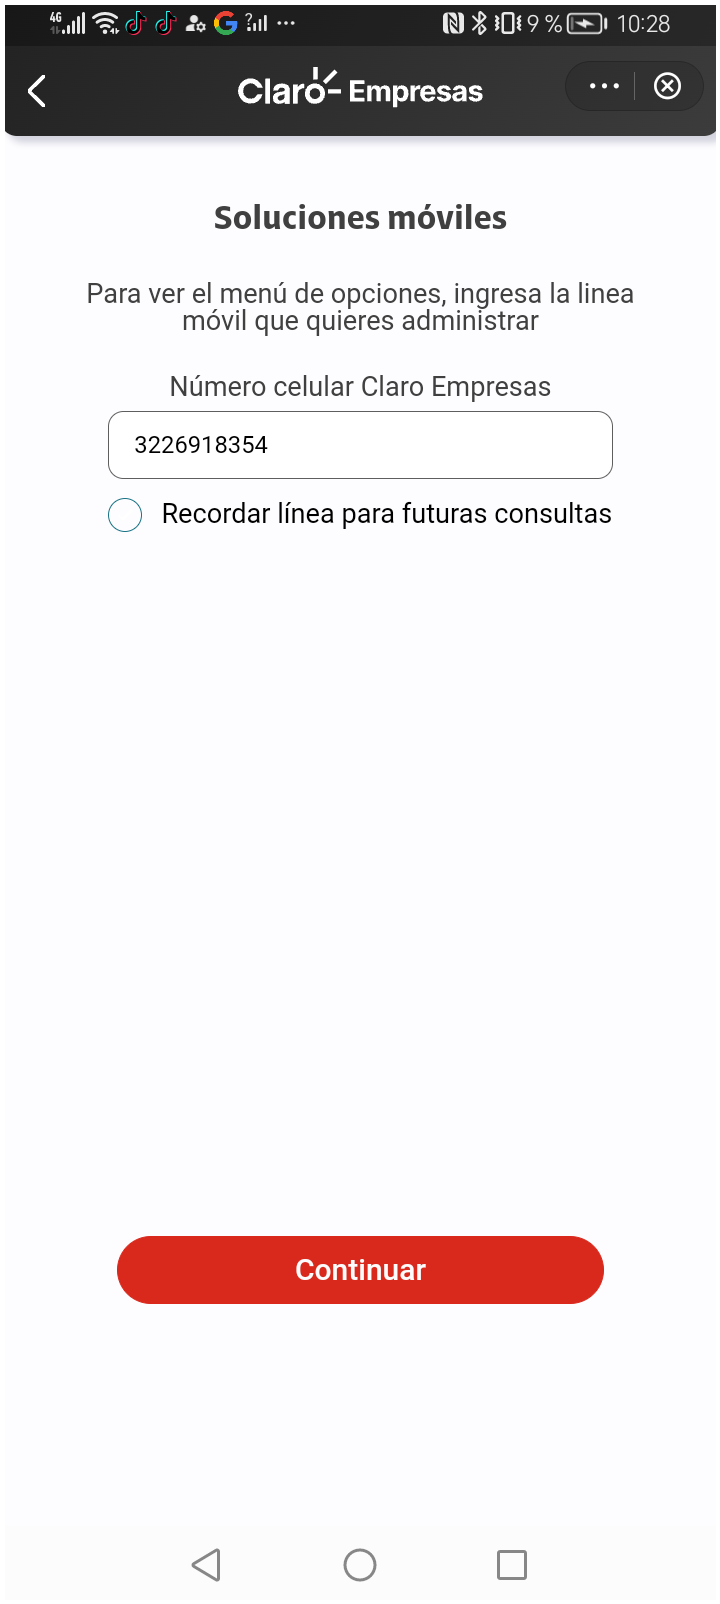 4G ? 9 % 10:28
Claro- Empresas
Soluciones móviles
Para ver el menú de opciones, ingresa la linea
móvil que quieres administrar
Número celular Claro Empresas
3226918354
Recordar línea para futuras consultas
Continuar